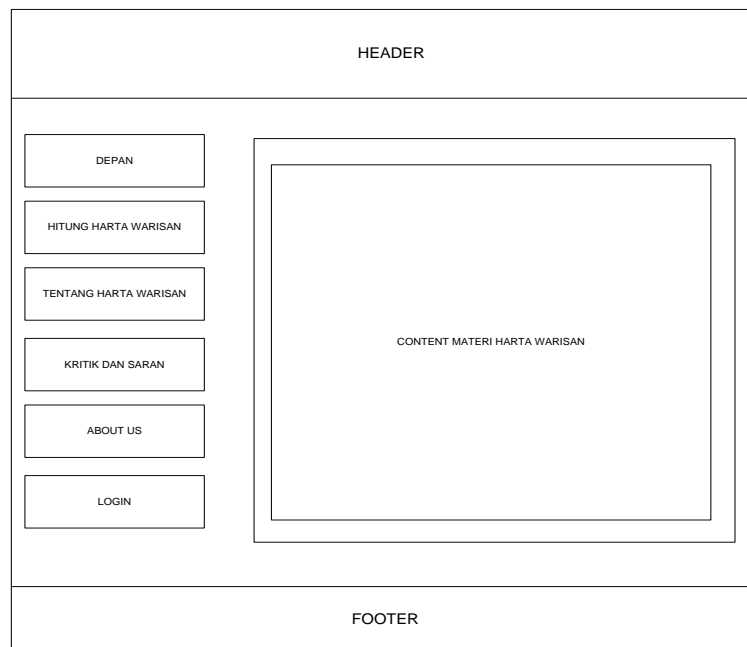 HEADER
DEPAN
HITUNG HARTA WARISAN
TENTANG HARTA WARISAN
KRITIK DAN SARAN
ABOUT US
LOGIN
CONTENT MATERI HARTA WARISAN
FOOTER